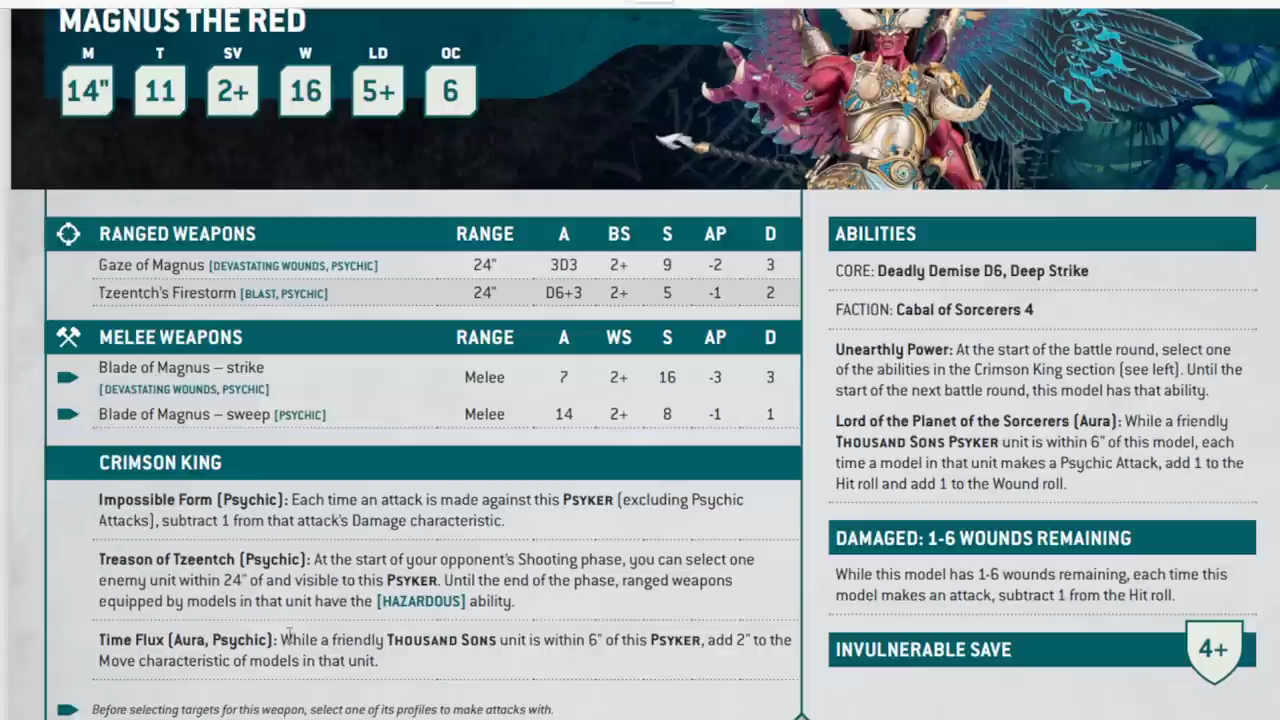 MAGNUS THE RED
M T SV W LD OC
14" 11 2+ 16 5+ 6
RANGED WEAPONS RANGE A BS S AP D
Gaze of Magnus [DEVASTATING WOUNDS, PSYCHIC] 24" 3D3 2+ 9 -2 3
Tzeentch's Firestorm [BLAST, PSYCHIC] 24" D6+3 2+ 5 -1 2
MELEE WEAPONS RANGE A WS S AP D
Blade of Magnus – strike
[DEVASTATING WOUNDS, PSYCHIC] Melee 7 2+ 16 -3 3
Blade of Magnus – sweep [PSYCHIC] Melee 14 2+ 8 -1 1
CRIMSON KING
Impossible Form (Psychic): Each time an attack is made against this PSYKER (excluding Psychic
Attacks), subtract 1 from that attack's Damage characteristic.
Treason of Tzeentch (Psychic): At the start of your opponent's Shooting phase, you can select one
enemy unit within 24" of and visible to this PSYKER. Until the end of the phase, ranged weapons
equipped by models in that unit have the [HAZARDOUS] ability.
Time Flux (Aura, Psychic): While a friendly THOUSAND SONS unit is within 6" of this PSYKER, add 2" to the
Move characteristic of models in that unit.
Before selecting targets for this weapon, select one of its profiles to make attacks with.
ABILITIES
CORE: Deadly Demise D6, Deep Strike
FACTION: Cabal of Sorcerers 4
Unearthly Power: At the start of the battle round, select one
of the abilities in the Crimson King section (see left). Until the
start of the next battle round, this model has that ability.
Lord of the Planet of the Sorcerers (Aura): While a friendly
THOUSAND SONS PSYKER unit is within 6" of this model, each
time a model in that unit makes a Psychic Attack, add 1 to the
Hit roll and add 1 to the Wound roll.
DAMAGED: 1-6 WOUNDS REMAINING
While this model has 1-6 wounds remaining, each time this
model makes an attack, subtract 1 from the Hit roll.
INVULNERABLE SAVE 4+